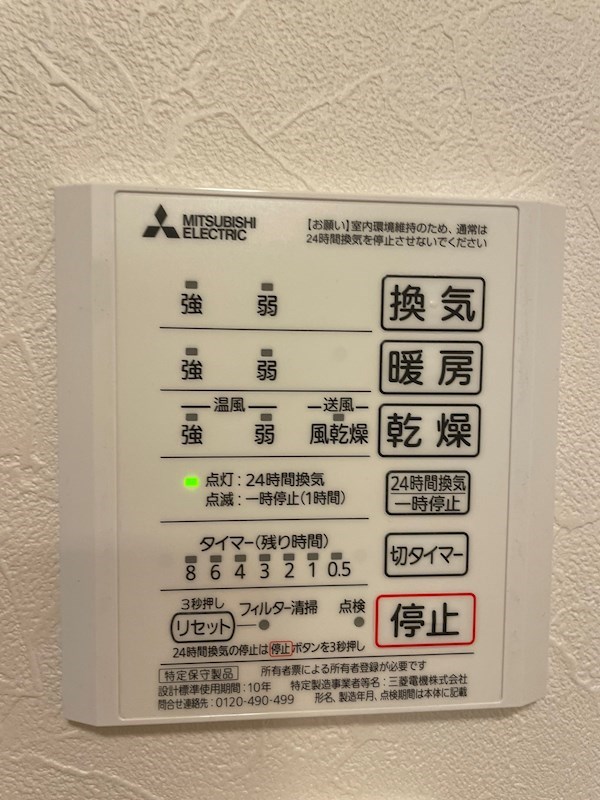 MITSUBISHI
ELECTRIC
【お願い】室内環境維持のため、通常は
24時間換気を停止させないでください
強 弱 換気
強 弱 暖房
温風 送風
強 弱 風乾燥 乾燥
点灯:24時間換気
点滅:一時停止(1時間)
24時間換気
一時停止
タイマー(残り時間)
8 6 4 3 2 1 0.5
切タイマー
3秒押し
リセット フィルター清掃 点検
停止
24時間換気の停止は停止ボタンを3秒押し
特定保守製品 所有者票による所有者登録が必要です
設計標準使用期間:10年 特定製造事業者等名:三菱電機株式会社
問合せ連絡先:0120-490-499 形名、製造年月、点検期間は本体に記載